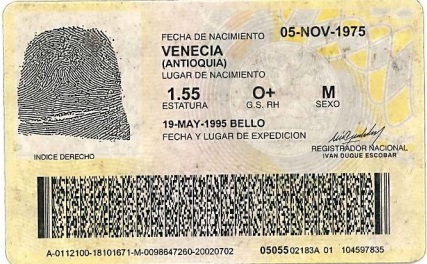 FECHA DE NACIMIENTO 05-NOV-1975
VENECIA
(ANTIOQUIA)
LUGAR DE NACIMIENTO
1.55 O+ M
ESTATURA G.S. RH SEXO
19-MAY-1995 BELLO
FECHA Y LUGAR DE EXPEDICION
INDICE DERECHO
REGISTRADOR NACIONAL
IVAN DUQUE ESCOBAR
A-0112100-18101671-M-0098647260-20020702 05055 02183A 01 104597835